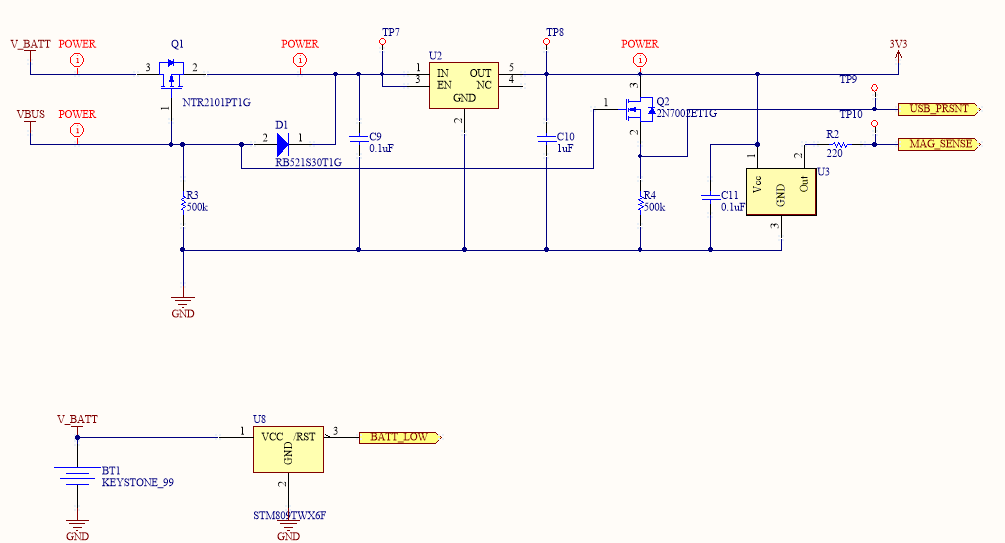 V_BATT POWER Q1 POWER TP7 TP8 POWER 3V3
3 2 U2
1 IN OUT 5
3 EN NC 4
GND
NTR2101PT1G
1
2
VBUS POWER
D1
2 1
RB521S30T1G
C9
0.1uF
C10
1uF
1 3 Q2
2N7002ET1G
2
TP9
USB_PRSNT
TP10
R2
220
MAG_SENSE
1 2 U3
Vcc Out
GND
3
R3
500k
R4
500k
C11
0.1uF
GND
V_BATT
U8
1 VCC /RST 3 BATT_LOW
GND
2
BT1
KEYSTONE_99
STM809TWX6F
GND
GND